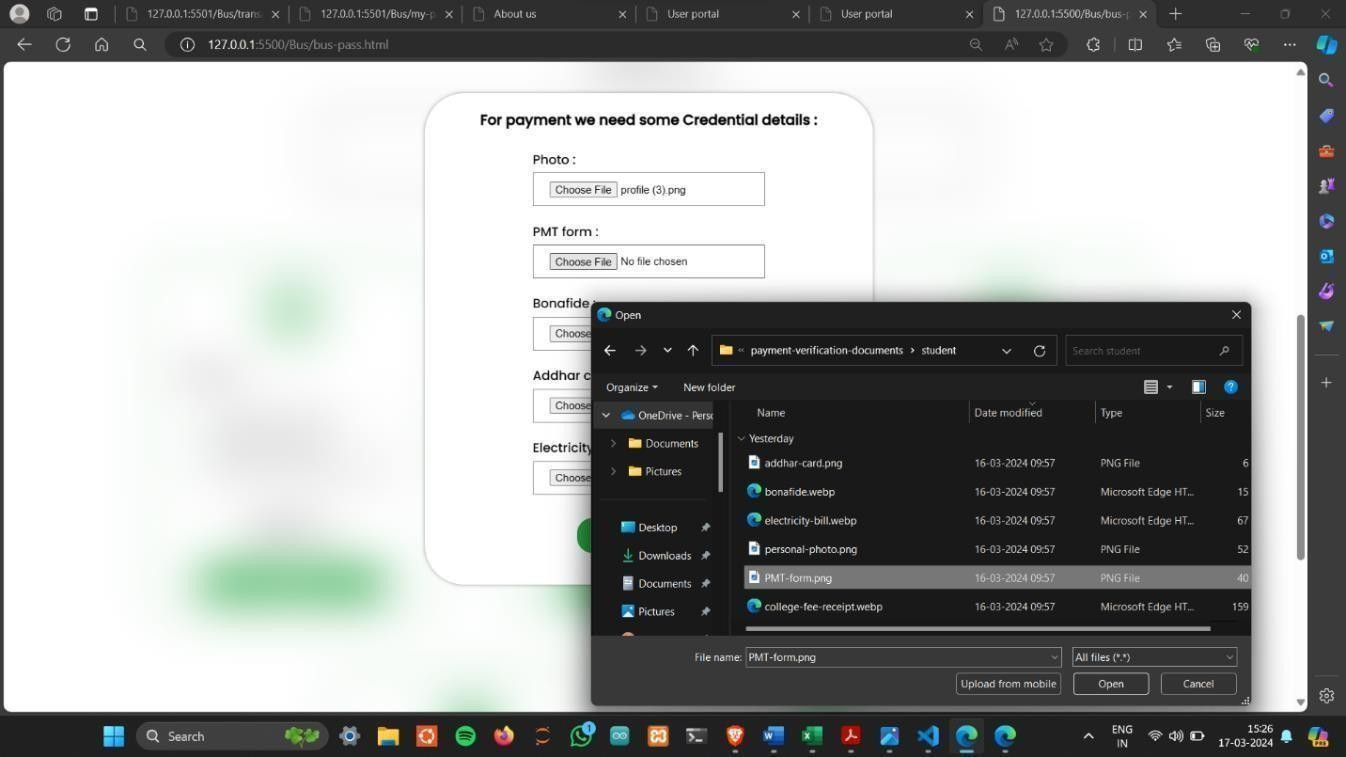 127.0.0.1:5501/Bus/trans
127.0.0.1:5501/Bus/my-p
About us
User portal
User portal
127.0.0.1:5500/Bus/bus-p
127.0.0.1:5500/Bus/bus-pass.html
For payment we need some Credential details :
Photo :
Choose File profile (3).png
PMT form :
Choose File No file chosen
Bonafide :
Choose
Addhar c
Choose
Electricity
Choose
Open
« payment-verification-documents > student
Search student
Organize
New folder
OneDrive - Perso
Documents
Pictures
Desktop
Downloads
Documents
Pictures
Name Date modified Type Size
Yesterday
addhar-card.png 16-03-2024 09:57 PNG File 6
bonafide.webp 16-03-2024 09:57 Microsoft Edge HT... 15
electricity-bill.webp 16-03-2024 09:57 Microsoft Edge HT... 67
personal-photo.png 16-03-2024 09:57 PNG File 52
PMT-form.png 16-03-2024 09:57 PNG File 40
college-fee-receipt.webp 16-03-2024 09:57 Microsoft Edge HT... 159
File name: PMT-form.png
All files (*.*)
Upload from mobile
Open
Cancel
Search
1
ENG
IN
15:26
17-03-2024
PRE